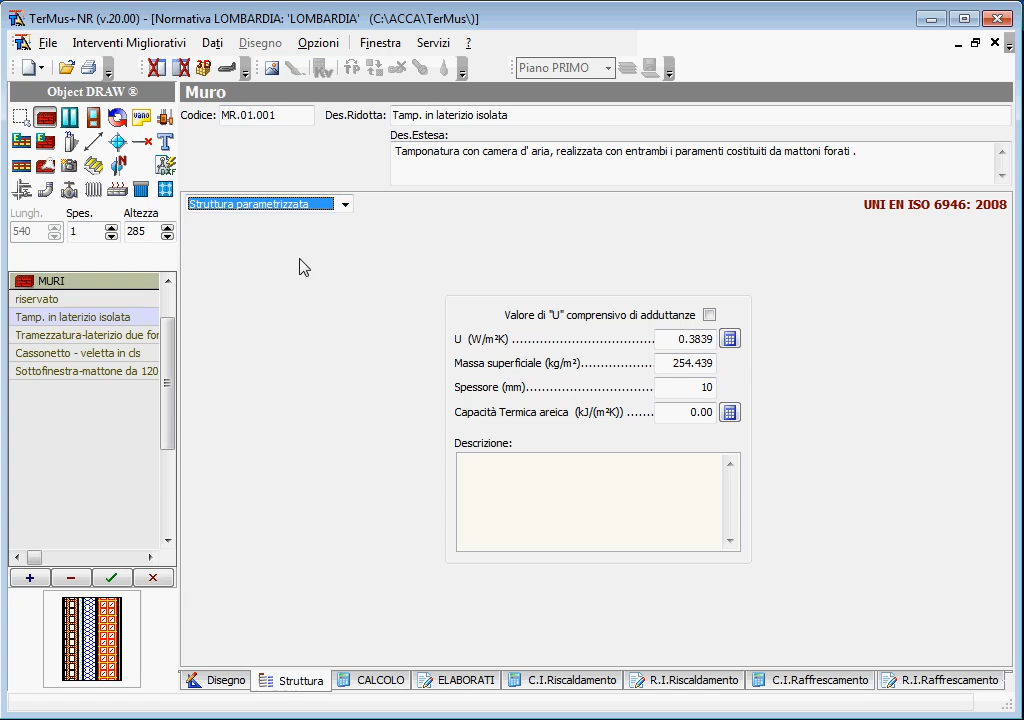 TerMus+NR (v.20.00) - [Normativa LOMBARDIA: 'LOMBARDIA' (C:\ACCA\TerMus\)]
File Interventi Migliorativi Dati Disegno Opzioni Finestra Servizi ?
3D Kv TP Piano PRIMO
Object DRAW ®
Muro
Codice: MR.01.001 Des.Ridotta: Tamp. in laterizio isolata
Des.Estesa:
Tamponatura con camera d' aria, realizzata con entrambi i paramenti costituiti da mattoni forati .
vano
E E T
N DXF
Struttura parametrizzata
UNI EN ISO 6946: 2008
Lungh. Spes. Altezza
540 1 285
MURI
riservato
Tamp. in laterizio isolata
Tramezzatura-laterizio due for
Cassonetto - veletta in cls
Sottofinestra-mattone da 120
Valore di "U" comprensivo di adduttanze
U (W/m²K) 0.3839
Massa superficiale (kg/m²) 254.439
Spessore (mm) 10
Capacità Termica areica (kJ/(m²K)) 0.00
Descrizione:
Disegno Struttura CALCOLO ELABORATI C.I.Riscaldamento R.I.Riscaldamento C.I.Raffrescamento R.I.Raffrescamento